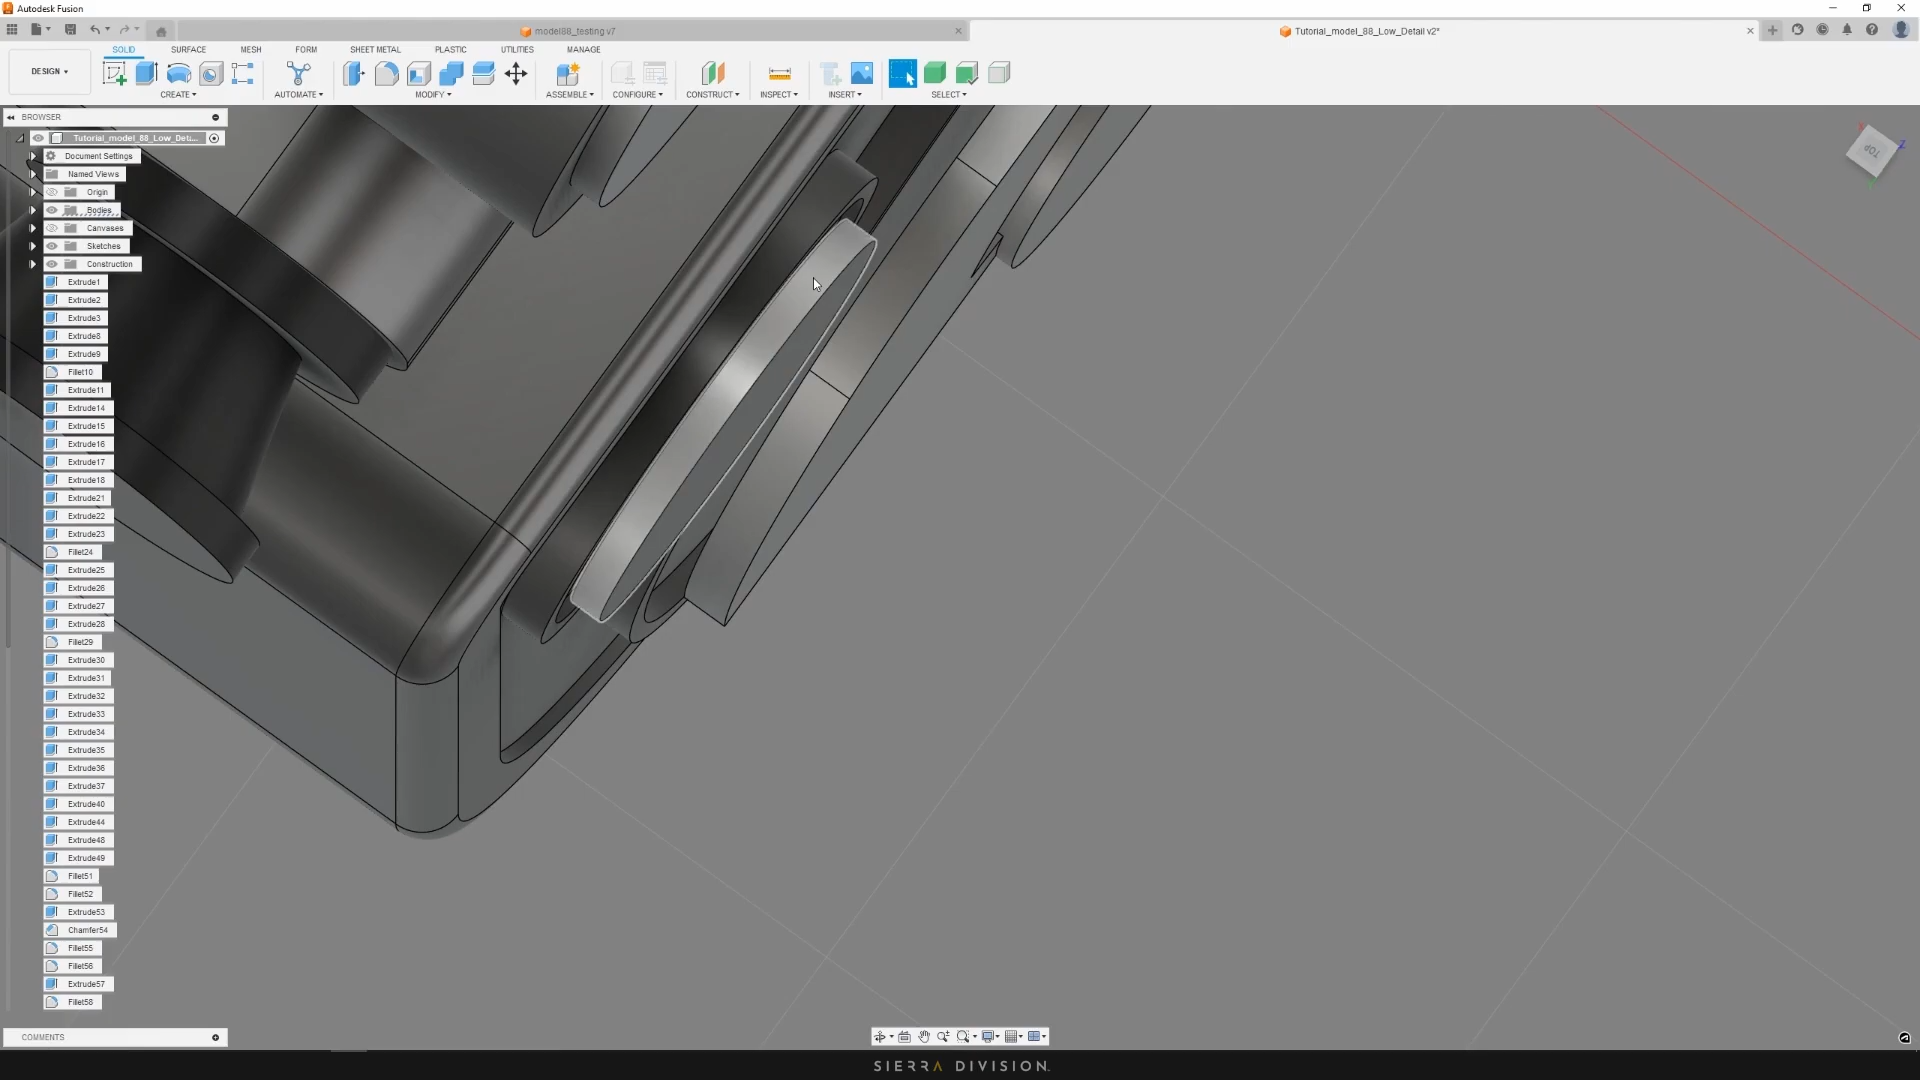 Autodesk Fusion
model88_testing v7
Tutorial_model_88_Low_Detail v2*
SOLID SURFACE MESH FORM SHEET METAL PLASTIC UTILITIES MANAGE
DESIGN
CREATE AUTOMATE MODIFY ASSEMBLE CONFIGURE CONSTRUCT INSPECT INSERT SELECT
BROWSER
Tutorial_model_88_Low_Deta...
Document Settings
Named Views
Origin
Bodies
Canvases
Sketches
Construction
Extrude1
Extrude2
Extrude3
Extrude8
Extrude9
Fillet10
Extrude11
Extrude14
Extrude15
Extrude16
Extrude17
Extrude18
Extrude21
Extrude22
Extrude23
Fillet24
Extrude25
Extrude26
Extrude27
Extrude28
Fillet29
Extrude30
Extrude31
Extrude32
Extrude33
Extrude34
Extrude35
Extrude36
Extrude37
Extrude40
Extrude44
Extrude48
Extrude49
Fillet51
Fillet52
Extrude53
Chamfer54
Fillet55
Fillet56
Extrude57
Fillet58
TOP
X
Z
Y
COMMENTS
SIERRA DIVISION